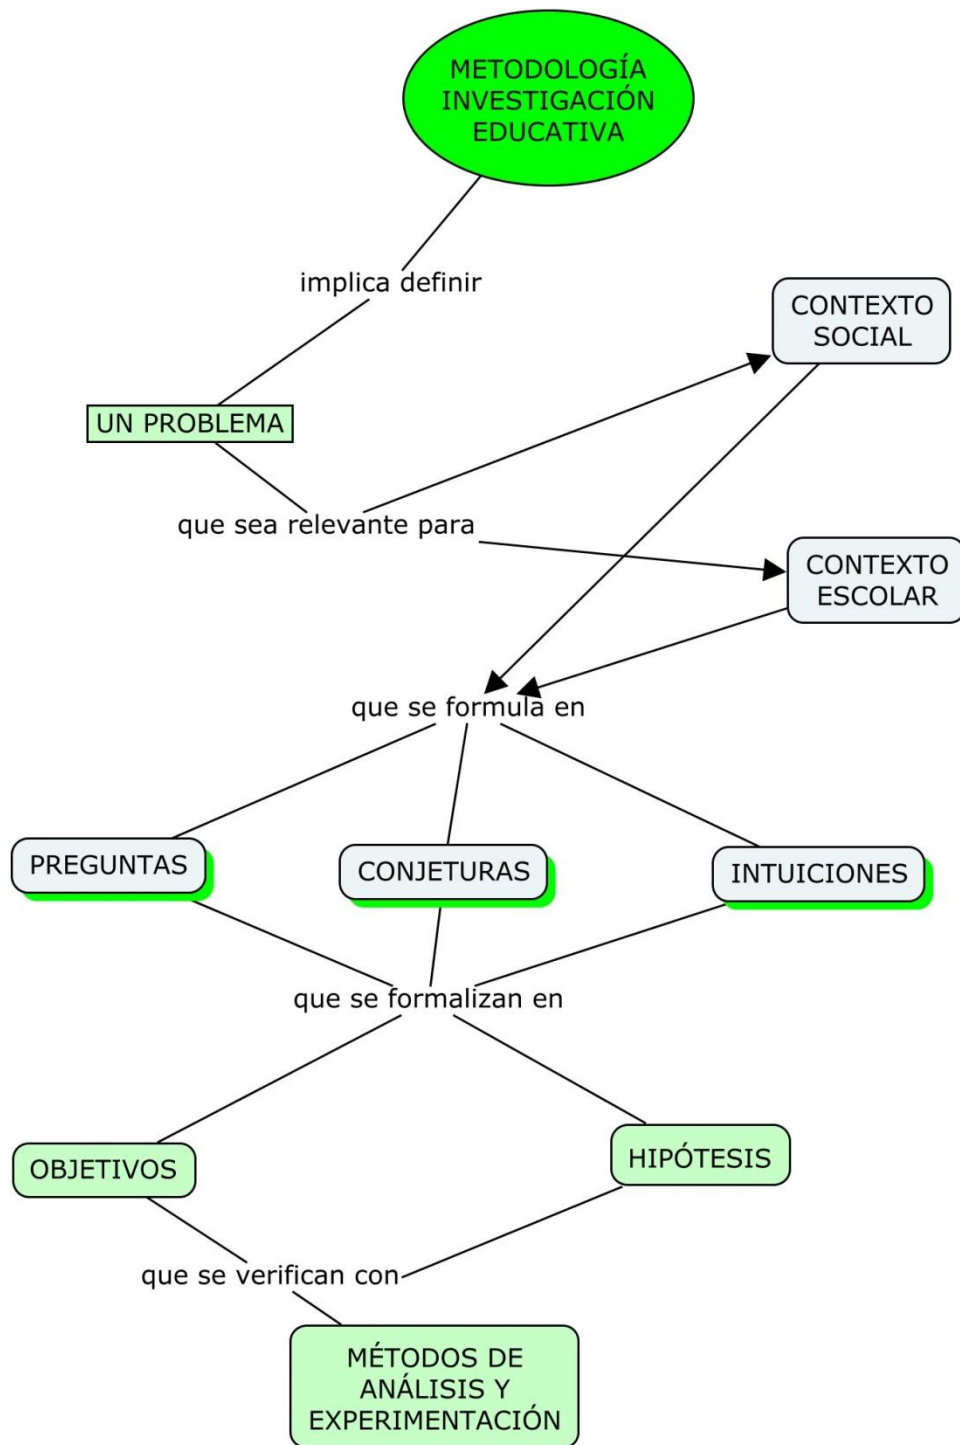 METODOLOGÍA
INVESTIGACIÓN
EDUCATIVA
implica definir
CONTEXTO
SOCIAL
UN PROBLEMA
que sea relevante para
CONTEXTO
ESCOLAR
que se formula en
PREGUNTAS
CONJETURAS
INTUICIONES
que se formalizan en
OBJETIVOS
HIPÓTESIS
que se verifican con
MÉTODOS DE
ANÁLISIS Y
EXPERIMENTACIÓN